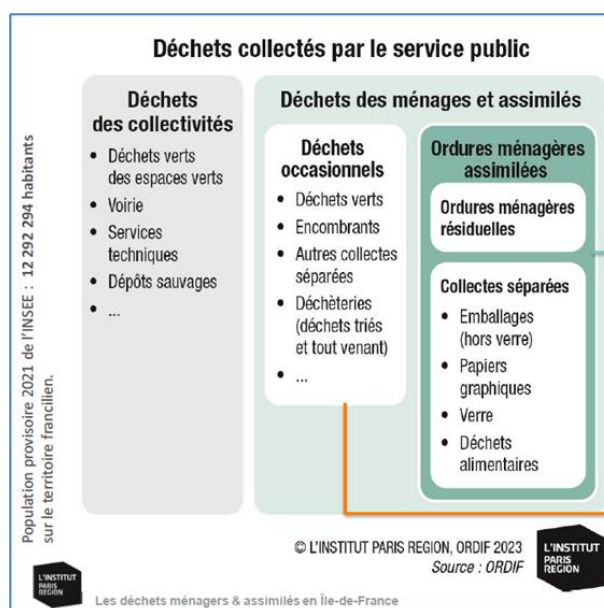 Déchets collectés par le service public
Déchets
des collectivités
• Déchets verts
des espaces verts
• Voirie
• Services
techniques
• Dépôts sauvages
• ...
Déchets des ménages et assimilés
Déchets
occasionnels
• Déchets verts
• Encombrants
• Autres collectes
séparées
• Déchèteries
(déchets triés
et tout venant)
• ...
Ordures ménagères
assimilées
Ordures ménagères
résiduelles
Collectes séparées
• Emballages
(hors verre)
• Papiers
graphiques
• Verre
• Déchets
alimentaires
Population provisoire 2021 de l'INSEE : 12 292 294 habitants
sur le territoire francilien.
© L'INSTITUT PARIS REGION, ORDIF 2023
Source : ORDIF
L'INSTITUT
PARIS
REGION
L'INSTITUT
PARIS
REGION
Les déchets ménagers & assimilés en Île-de-France